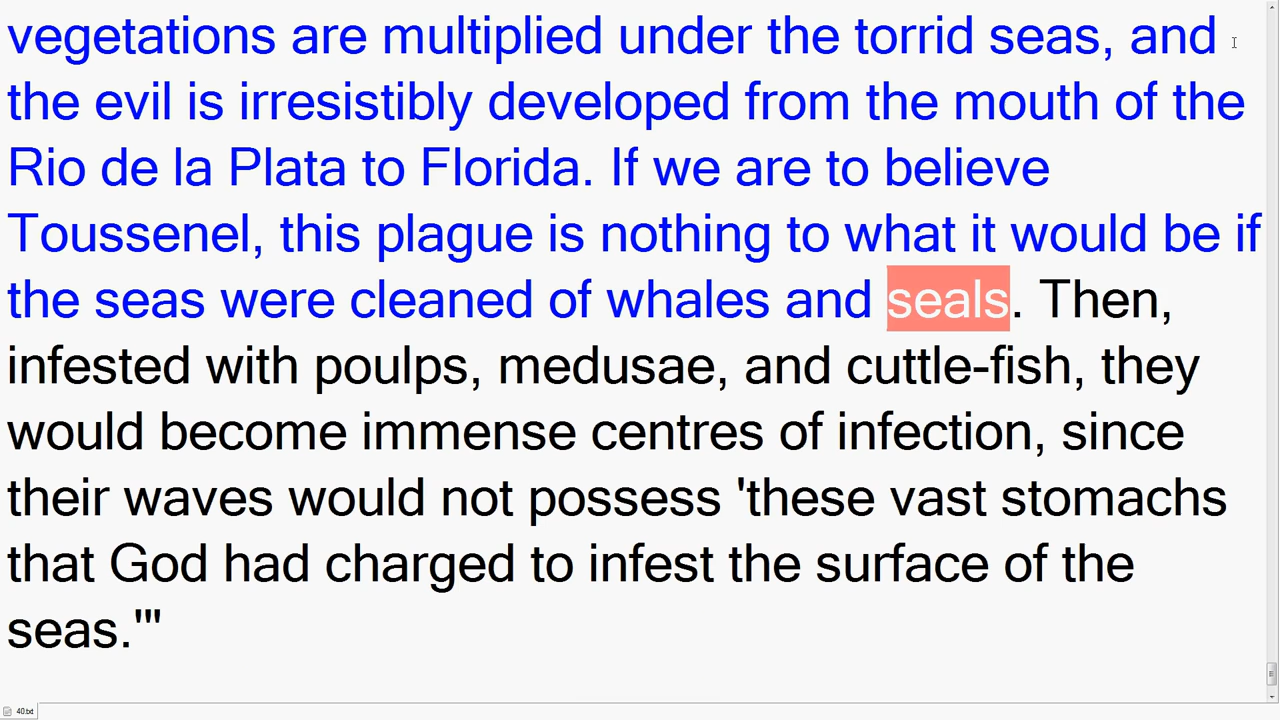 vegetations are multiplied under the torrid seas, and
the evil is irresistibly developed from the mouth of the
Rio de la Plata to Florida. If we are to believe
Toussenel, this plague is nothing to what it would be if
the seas were cleaned of whales and seals. Then,
infested with poulps, medusae, and cuttle-fish, they
would become immense centres of infection, since
their waves would not possess 'these vast stomachs
that God had charged to infest the surface of the
seas.'"
40.txt